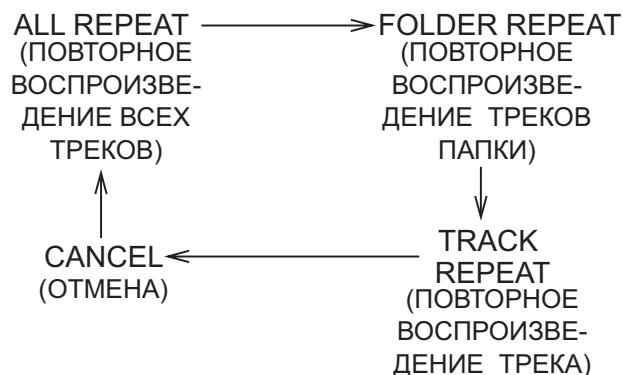 ALL REPEAT
(ПОВТОРНОЕ
ВОСПРОИЗВЕ-
ДЕНИЕ ВСЕХ
ТРЕКОВ)
FOLDER REPEAT
(ПОВТОРНОЕ
ВОСПРОИЗВЕ-
ДЕНИЕ ТРЕКОВ
ПАПКИ)
TRACK
REPEAT
(ПОВТОРНОЕ
ВОСПРОИЗВЕ-
ДЕНИЕ ТРЕКА)
CANCEL
(ОТМЕНА)